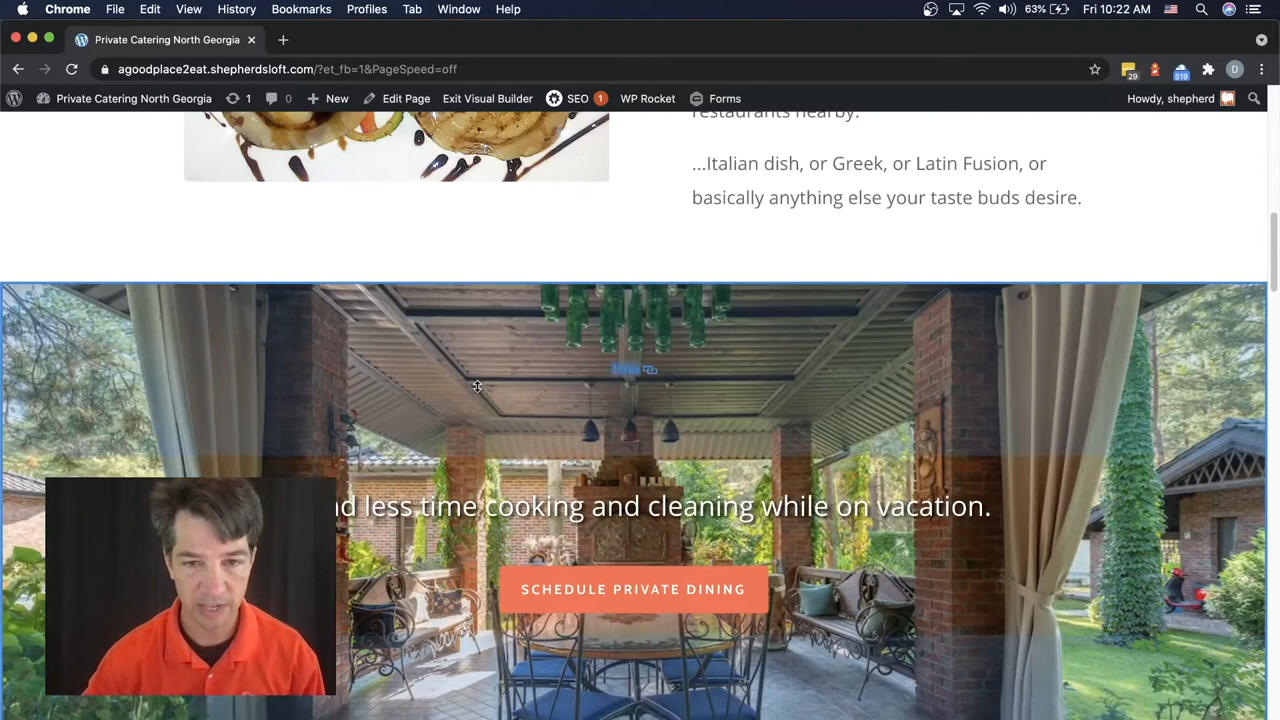 Chrome File Edit View History Bookmarks Profiles Tab Window Help 63% Fri 10:22 AM
Private Catering North Georgia
agoodplace2eat.shepherdsloft.com/?et_fb=1&PageSpeed=off 29 519 D
Private Catering North Georgia 1 0 New Edit Page Exit Visual Builder SEO 1 WP Rocket Forms Howdy, shepherd
restaurants nearby.
...Italian dish, or Greek, or Latin Fusion, or
basically anything else your taste buds desire.
less time cooking and cleaning while on vacation.
SCHEDULE PRIVATE DINING